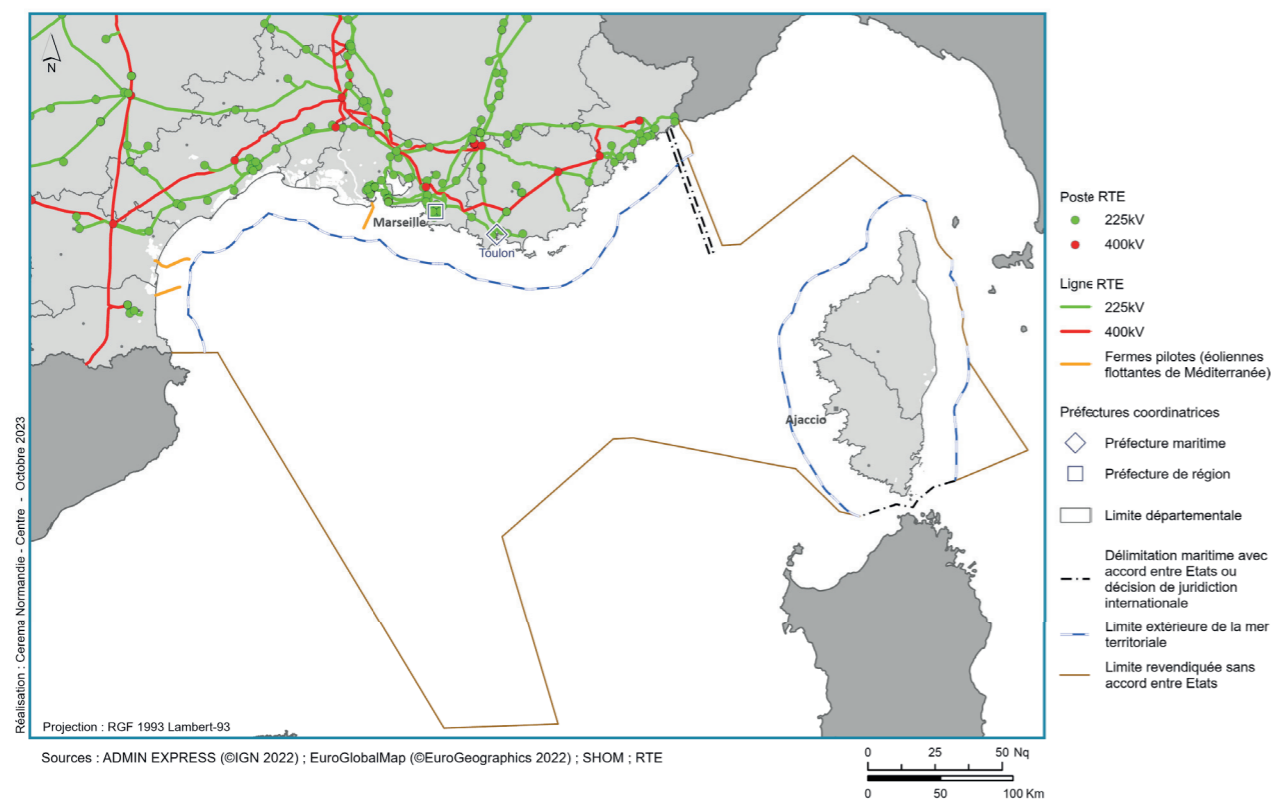 N
Marseille
Toulon
Ajaccio
Réalisation : Cerema Normandie - Centre - Octobre 2023
Projection : RGF 1993 Lambert-93
Poste RTE
225kV
400kV
Ligne RTE
225kV
400kV
Fermes pilotes (éoliennes
flottantes de Méditerranée)
Préfectures coordinatrices
Préfecture maritime
Préfecture de région
Limite départementale
Délimitation maritime avec
accord entre Etats ou
décision de juridiction
internationale
Limite extérieure de la mer
territoriale
Limite revendiquée sans
accord entre Etats
Sources : ADMIN EXPRESS (©IGN 2022) ; EuroGlobalMap (©EuroGeographics 2022) ; SHOM ; RTE
0 25 50 Nq
0 50 100 Km